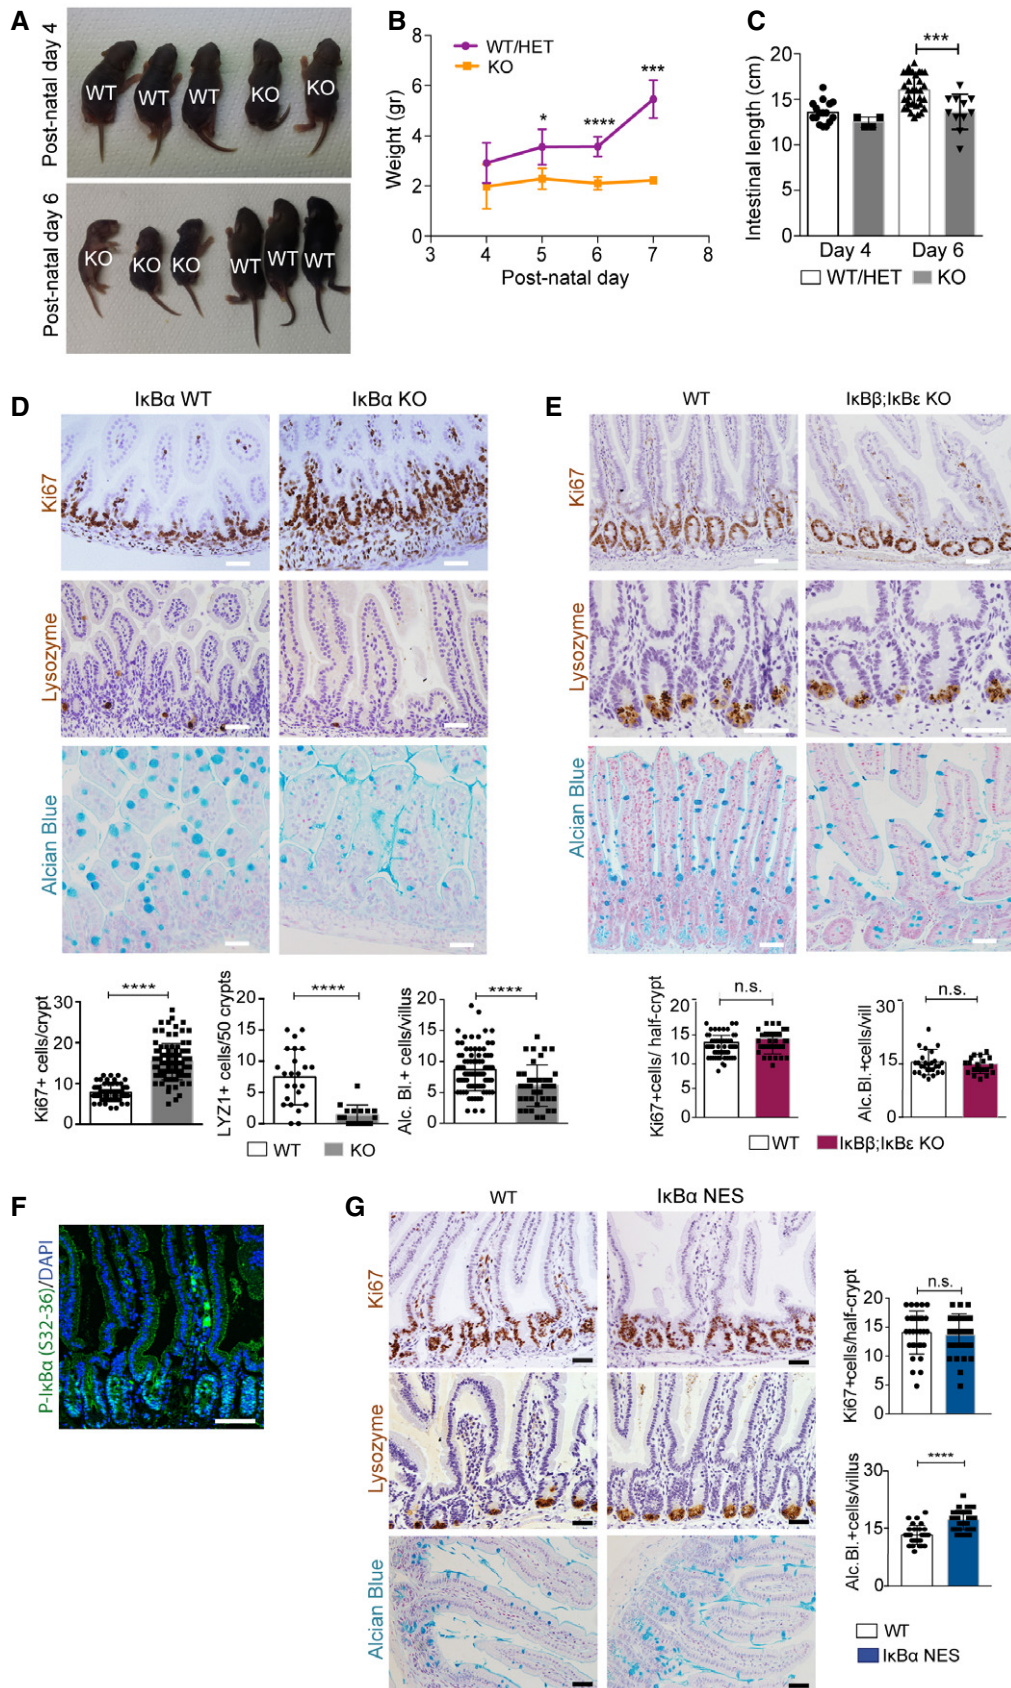 A
Post-natal day 4
WT
WT
WT
KO
KO
Post-natal day 6
KO
KO
KO
WT
WT
WT
B
Weight (gr)
8
6
4
2
0
WT/HET
KO
*
****
***
3
4
5
6
7
8
Post-natal day
C
Intestinal length (cm)
20
15
10
5
0
***
Day 4
Day 6
WT/HET
KO
D
IκBα WT
IκBα KO
Ki67
Lysozyme
Alcian Blue
Ki67+ cells/crypt
30
20
10
0
****
LYZ1+ cells/50 crypts
20
15
10
5
0
****
Alc. Bl.+ cells/villus
20
15
10
5
0
****
WT
KO
E
WT
IκBβ;IκBε KO
Ki67
Lysozyme
Alcian Blue
Ki67+cells/ half-crypt
20
15
10
5
0
n.s.
Alc.Bl.+cells/vill
30
15
0
n.s.
WT
IκBβ;IκBε KO
F
P-IκBα (S32-36)/DAPI
G
WT
IκBα NES
Ki67
Lysozyme
Alcian Blue
Ki67+cells/half-crypt
20
15
10
5
0
n.s.
Alc.Bl.+cells/villus
30
15
0
****
WT
IκBα NES